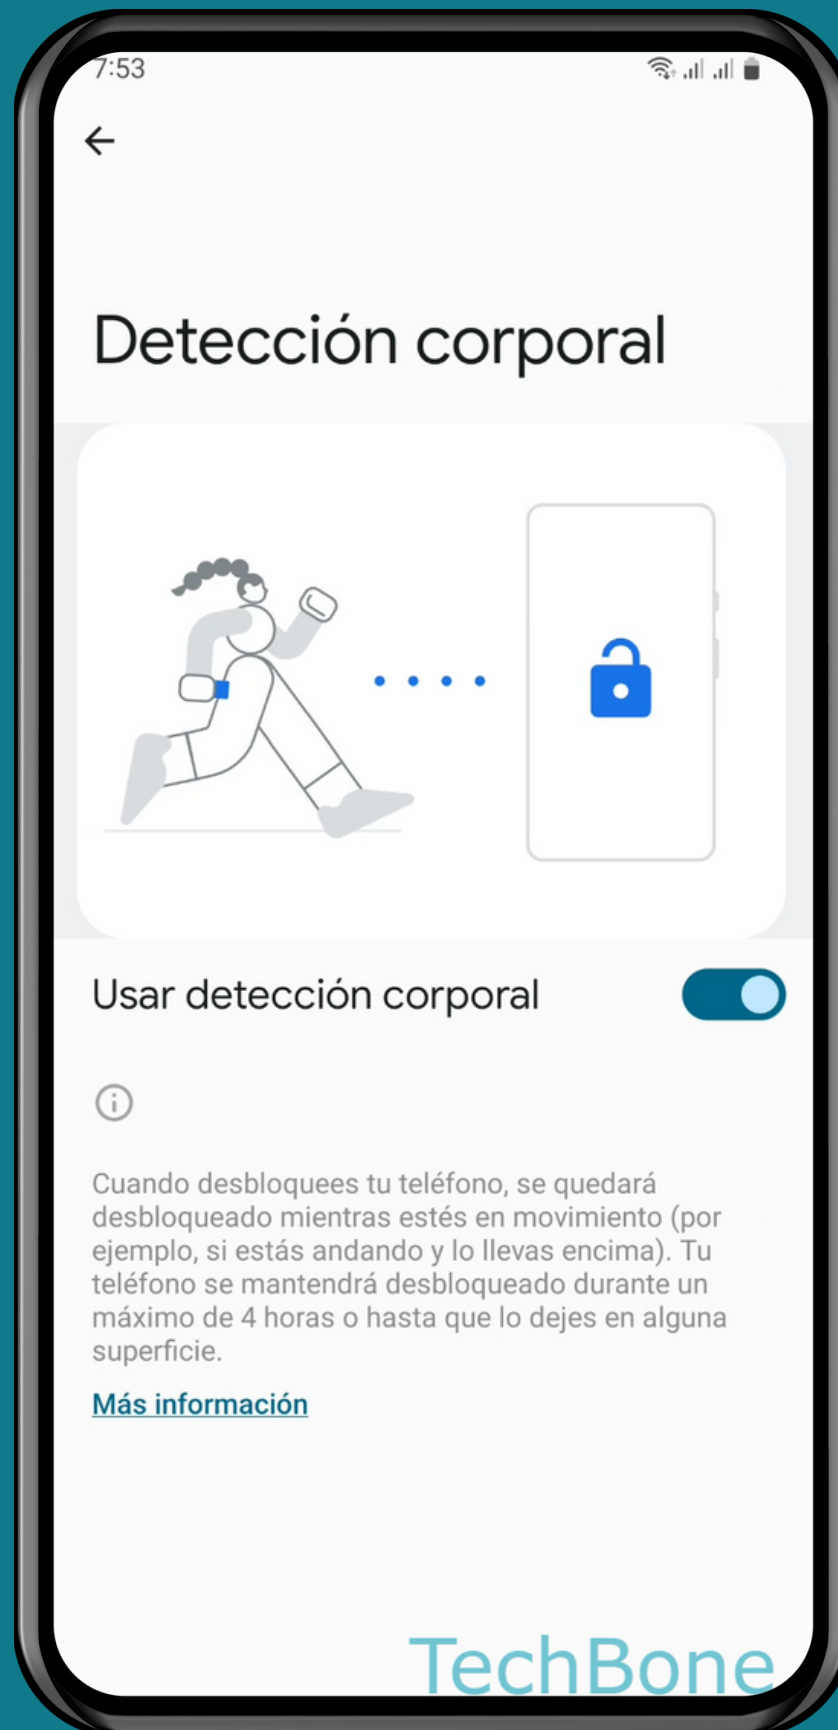 7:53
Detección corporal
Usar detección corporal
Cuando desbloquees tu teléfono, se quedará
desbloqueado mientras estés en movimiento (por
ejemplo, si estás andando y lo llevas encima). Tu
teléfono se mantendrá desbloqueado durante un
máximo de 4 horas o hasta que lo dejes en alguna
superficie.
Más información
TechBone